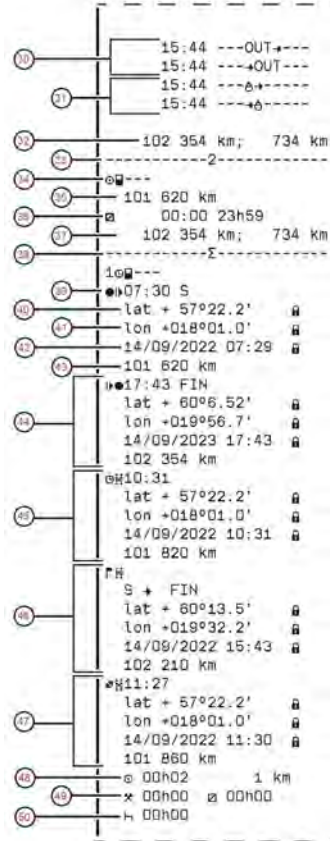 15:44 ---OUT→---
15:44 ---→OUT---
15:44 ---→---
15:44 ---→---
102 354 km; 734 km
-------------2-------------
---
101 620 km
00:00 23h59
102 354 km; 734 km
-------------Σ-------------
1---
07:30 S
lat + 57°22.2'
lon +018°01.0'
14/09/2022 07:29
101 620 km
17:43 FIN
lat + 60°6.52'
lon +019°56.7'
14/09/2023 17:43
102 354 km
10:31
lat + 57°22.2'
lon +018°01.0'
14/09/2022 10:31
101 820 km
S → FIN
lat + 60°13.5'
lon +019°32.2'
14/09/2022 15:43
102 210 km
11:27
lat + 57°22.2'
lon +018°01.0'
14/09/2022 11:30
101 860 km
00h02 1 km
00h00 00h00
00h00
30
31
32
33
34
35
36
37
38
39
40
41
42
43
44
45
46
47
48
49
50